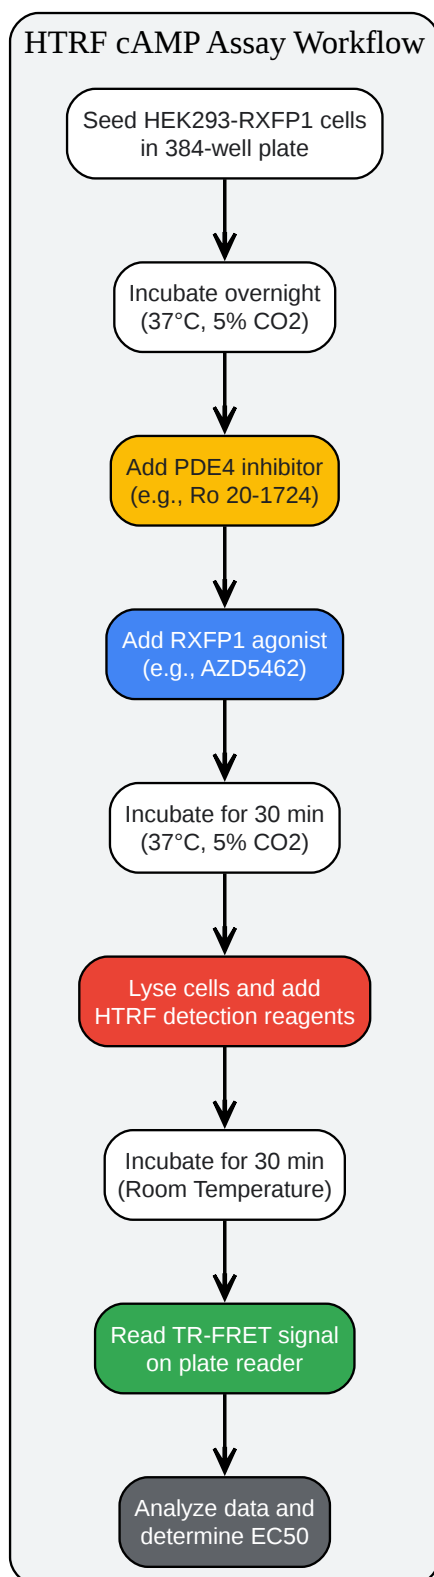 HTRF cAMP Assay Workflow
Seed HEK293-RXFP1 cells
in 384-well plate
Incubate overnight
(37°C, 5% CO2)
Add PDE4 inhibitor
(e.g., Ro 20-1724)
Add RXFP1 agonist
(e.g., AZD5462)
Incubate for 30 min
(37°C, 5% CO2)
Lyse cells and add
HTRF detection reagents
Incubate for 30 min
(Room Temperature)
Read TR-FRET signal
on plate reader
Analyze data and
determine EC50